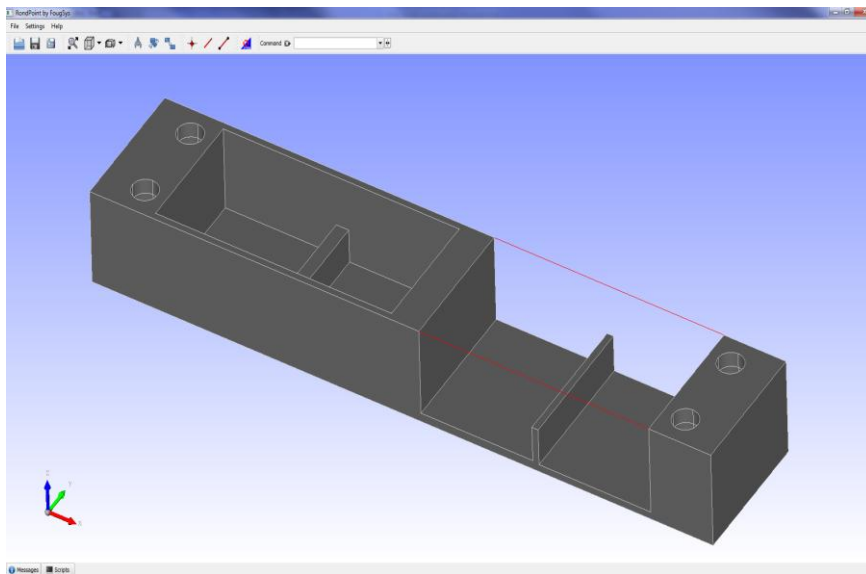 RondPoint by FougSys
File Settings Help
Command
Z
Y
X
Messages Scripts